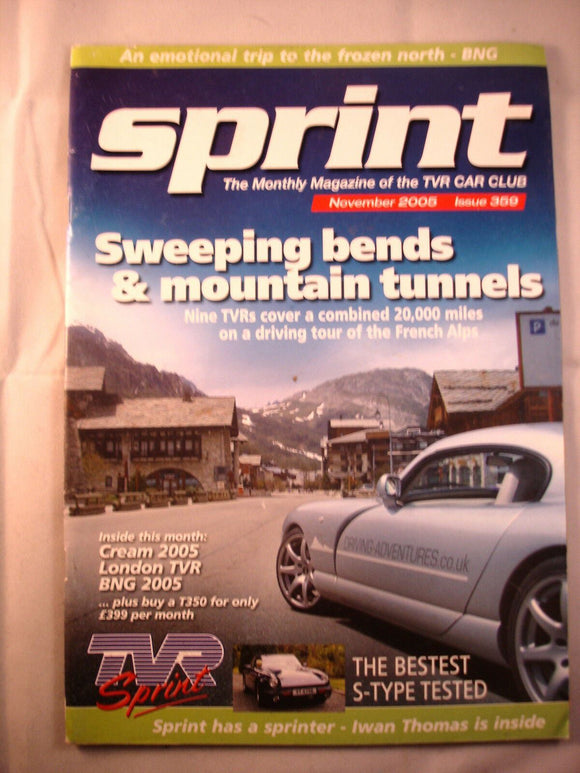 An emotional trip to the frozen north - BNG
sprint
The Monthly Magazine of the TVR CAR CLUB
November 2005 Issue 359
Sweeping bends
& mountain tunnels
Nine TVRs cover a combined 20,000 miles
on a driving tour of the French Alps
P
DRIVING-ADVENTURES.co.uk
Inside this month:
Cream 2005
London TVR
BNG 2005
... plus buy a T350 for only
£399 per month
TVR
Sprint
THE BESTEST
S-TYPE TESTED
Sprint has a sprinter - Iwan Thomas is inside